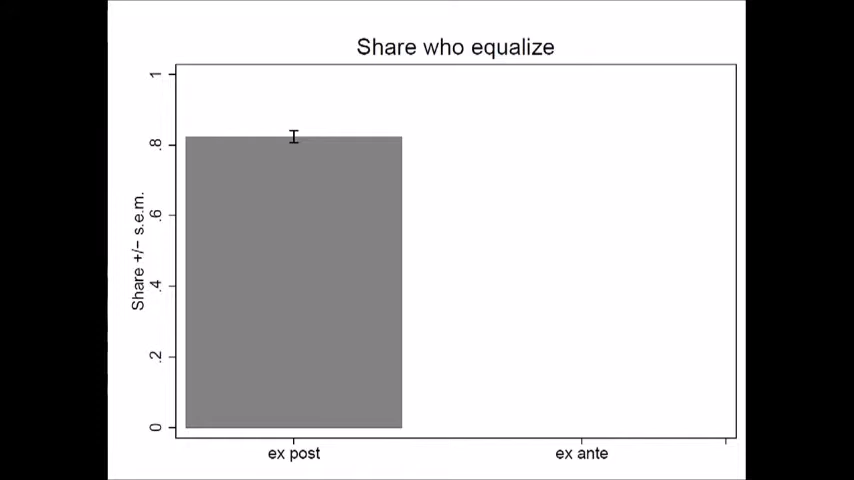 Share who equalize
Share +/− s.e.m.
1
.8
.6
.4
.2
0
ex post
ex ante